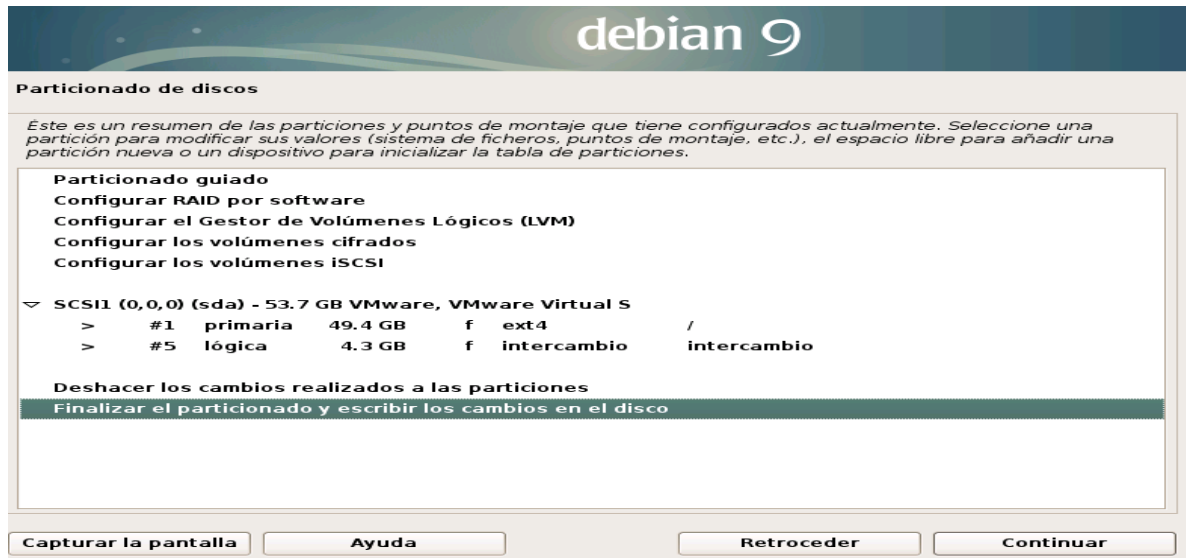 debian 9
Particionado de discos
Éste es un resumen de las particiones y puntos de montaje que tiene configurados actualmente. Seleccione una
partición para modificar sus valores (sistema de ficheros, puntos de montaje, etc.), el espacio libre para añadir una
partición nueva o un dispositivo para inicializar la tabla de particiones.
Particionado guiado
Configurar RAID por software
Configurar el Gestor de Volúmenes Lógicos (LVM)
Configurar los volúmenes cifrados
Configurar los volúmenes iSCSI
SCSI1 (0,0,0) (sda) - 53.7 GB VMware, VMware Virtual S
> #1 primaria 49.4 GB f ext4 /
> #5 lógica 4.3 GB f intercambio intercambio
Deshacer los cambios realizados a las particiones
Finalizar el particionado y escribir los cambios en el disco
Capturar la pantalla Ayuda Retroceder Continuar